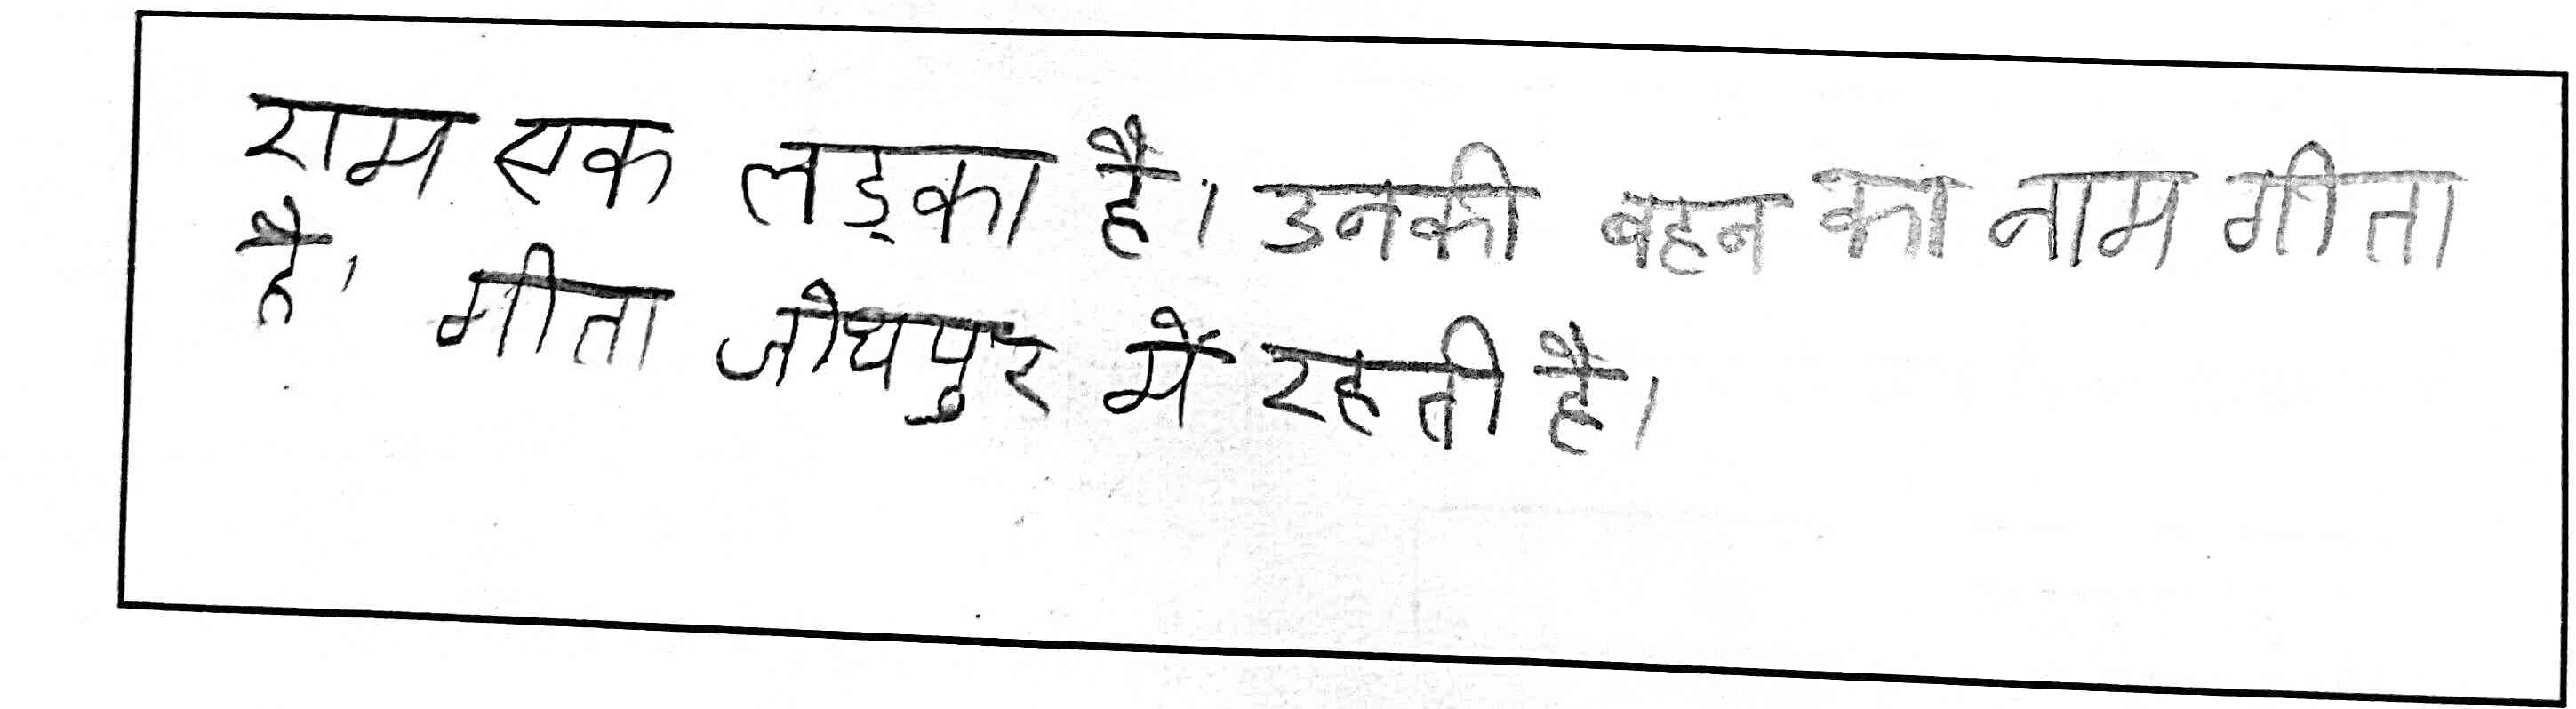 राम एक लड्का है। उनकी बहन का नाम गीता
है। गीता जोधपुर में रहती है।